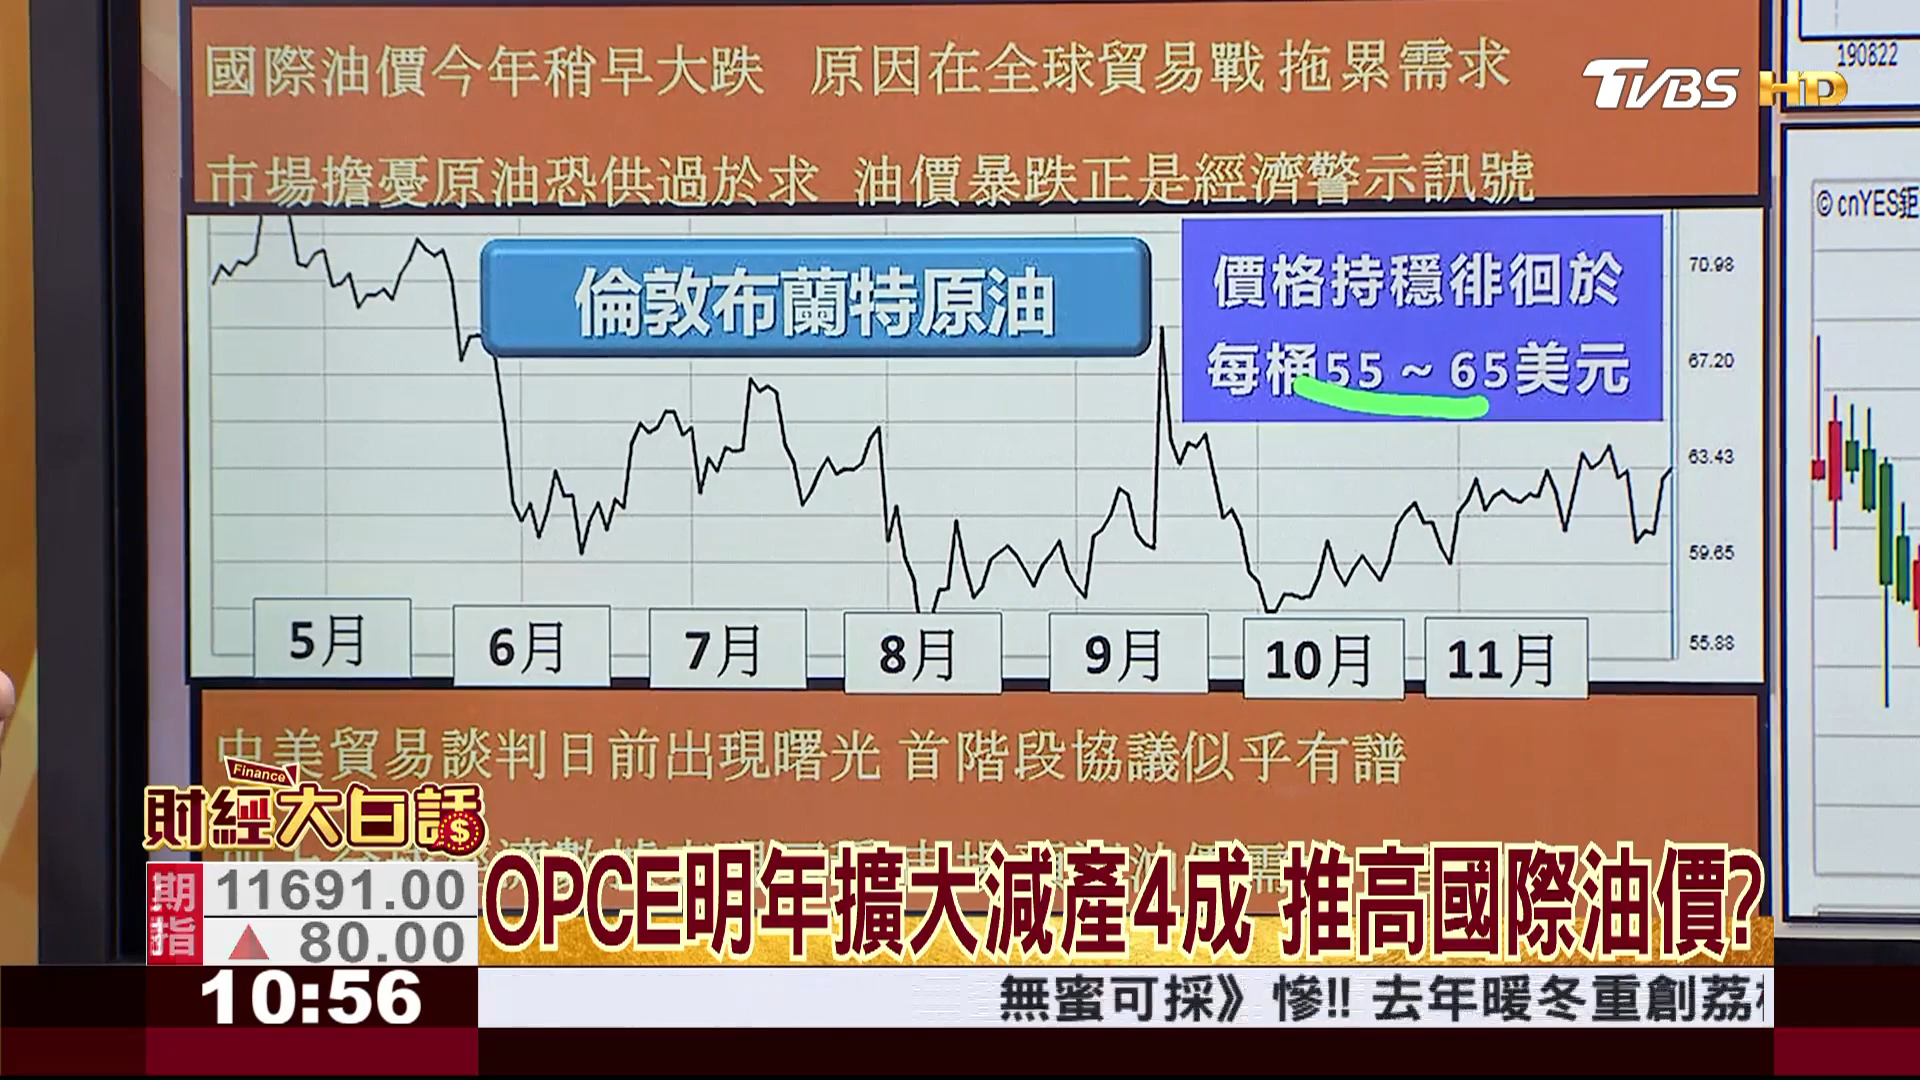 國際油價今年稍早大跌 原因在全球貿易戰 拖累需求
市場擔憂原油恐供過於求 油價暴跌正是經濟警示訊號
TVBS HD
190822
© cnYES鉅
倫敦布蘭特原油
價格持穩徘徊於
每桶55~65美元
70.98
67.20
63.43
59.65
55.88
5月
6月
7月
8月
9月
10月
11月
中美貿易談判日前出現曙光 首階段協議似乎有譜
Finance
財經大白話
OPCE明年擴大減產4成 推高國際油價?
期指
11691.00
▲ 80.00
10:56
無蜜可採》慘!! 去年暖冬重創荔